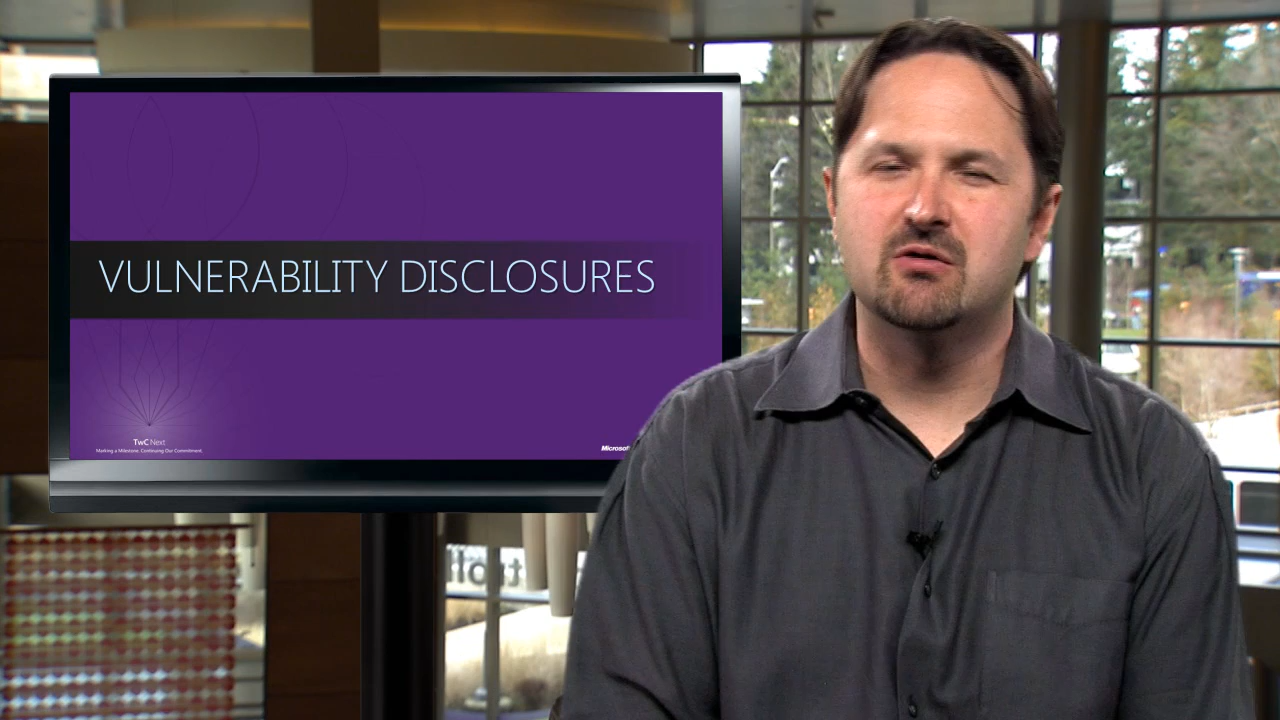 VULNERABILITY DISCLOSURES
TwC Next
Marking a Milestone. Continuing Our Commitment.
Microsoft